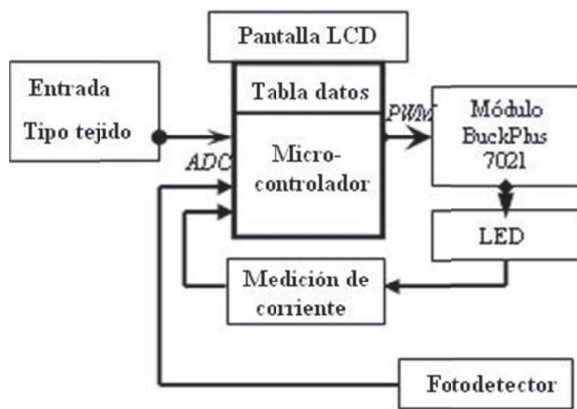 Pantalla LCD
Entrada
Tipo tejido
Tabla datos
ADC
Micro-
controlador
PWM
Módulo
BuckPlus
7021
LED
Medición de
corriente
Fotodetector